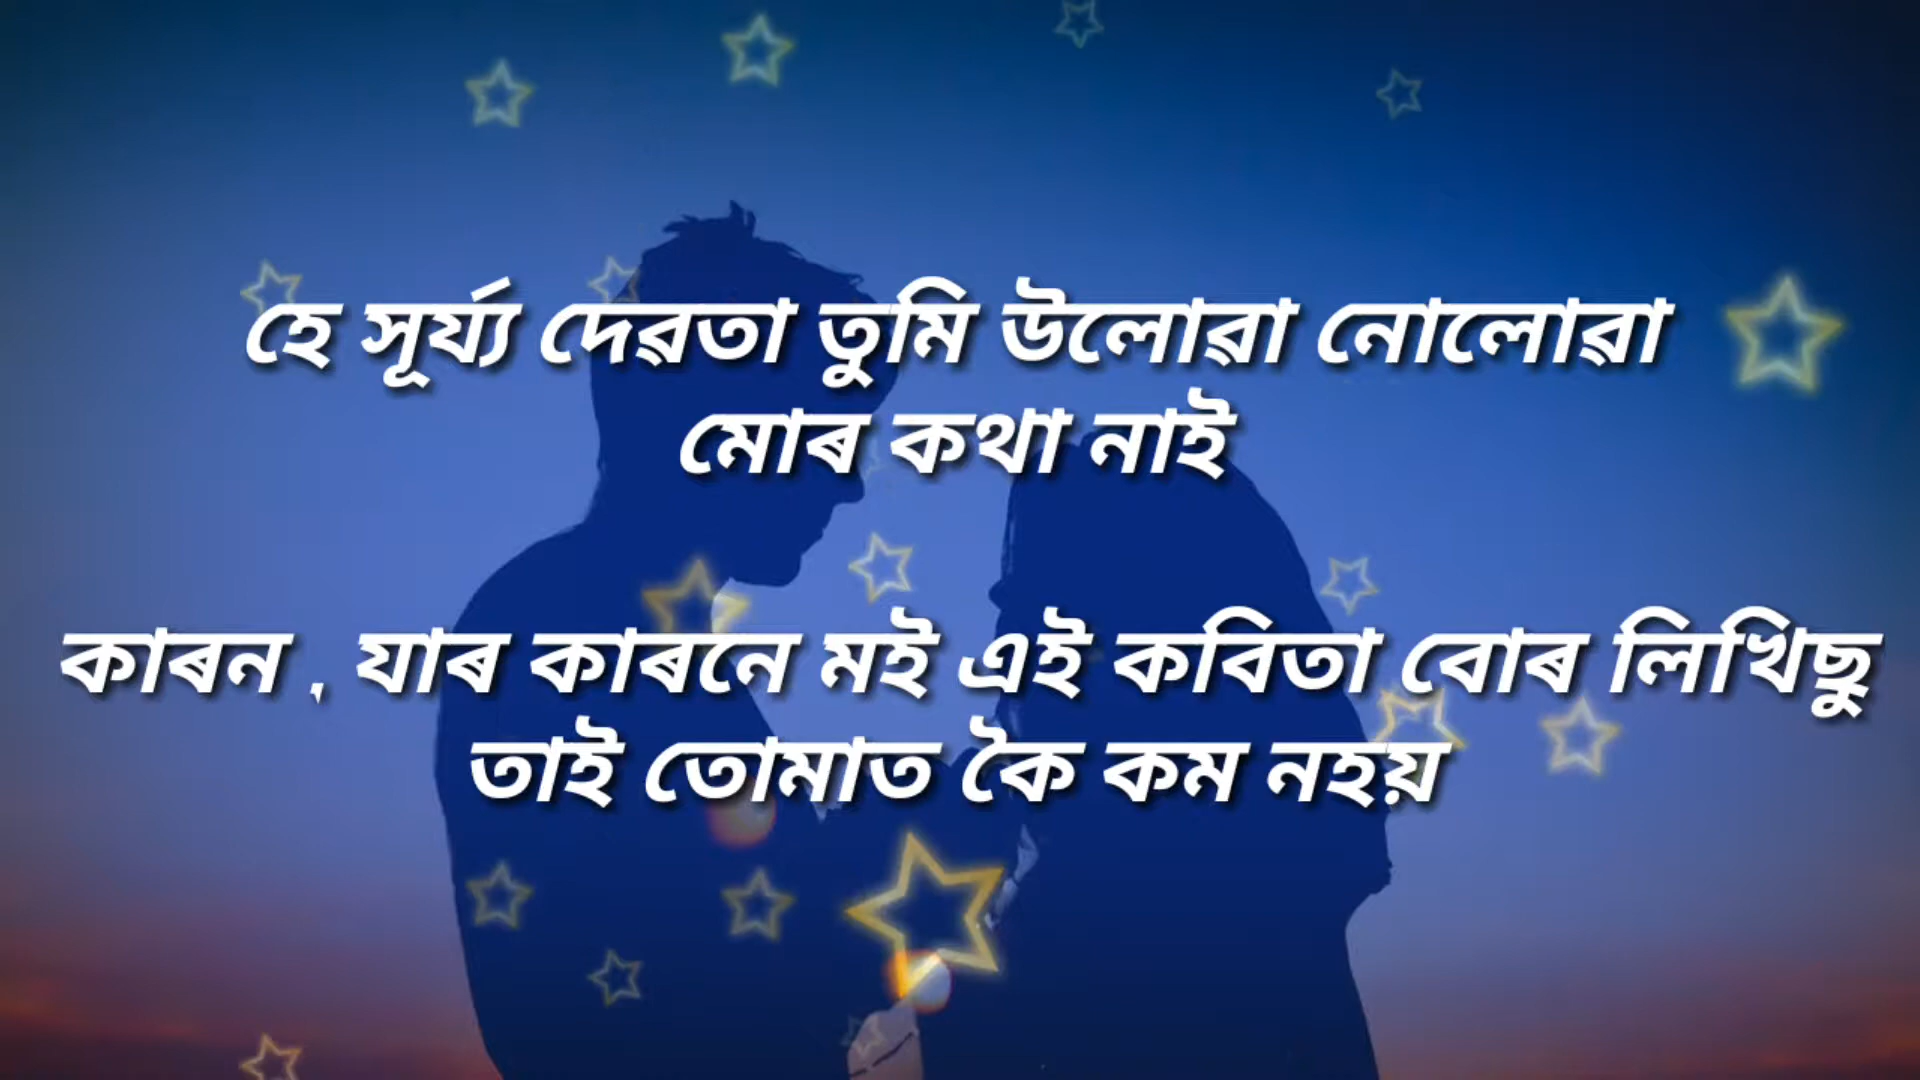 হে সূৰ্য্য দেৱতা তুমি উলোৱা নোলোৱা
মোৰ কথা নাই
কাৰন , যাৰ কাৰনে মই এই কবিতা বোৰ লিখিছু
তাই তোমাত কৈ কম নহয়